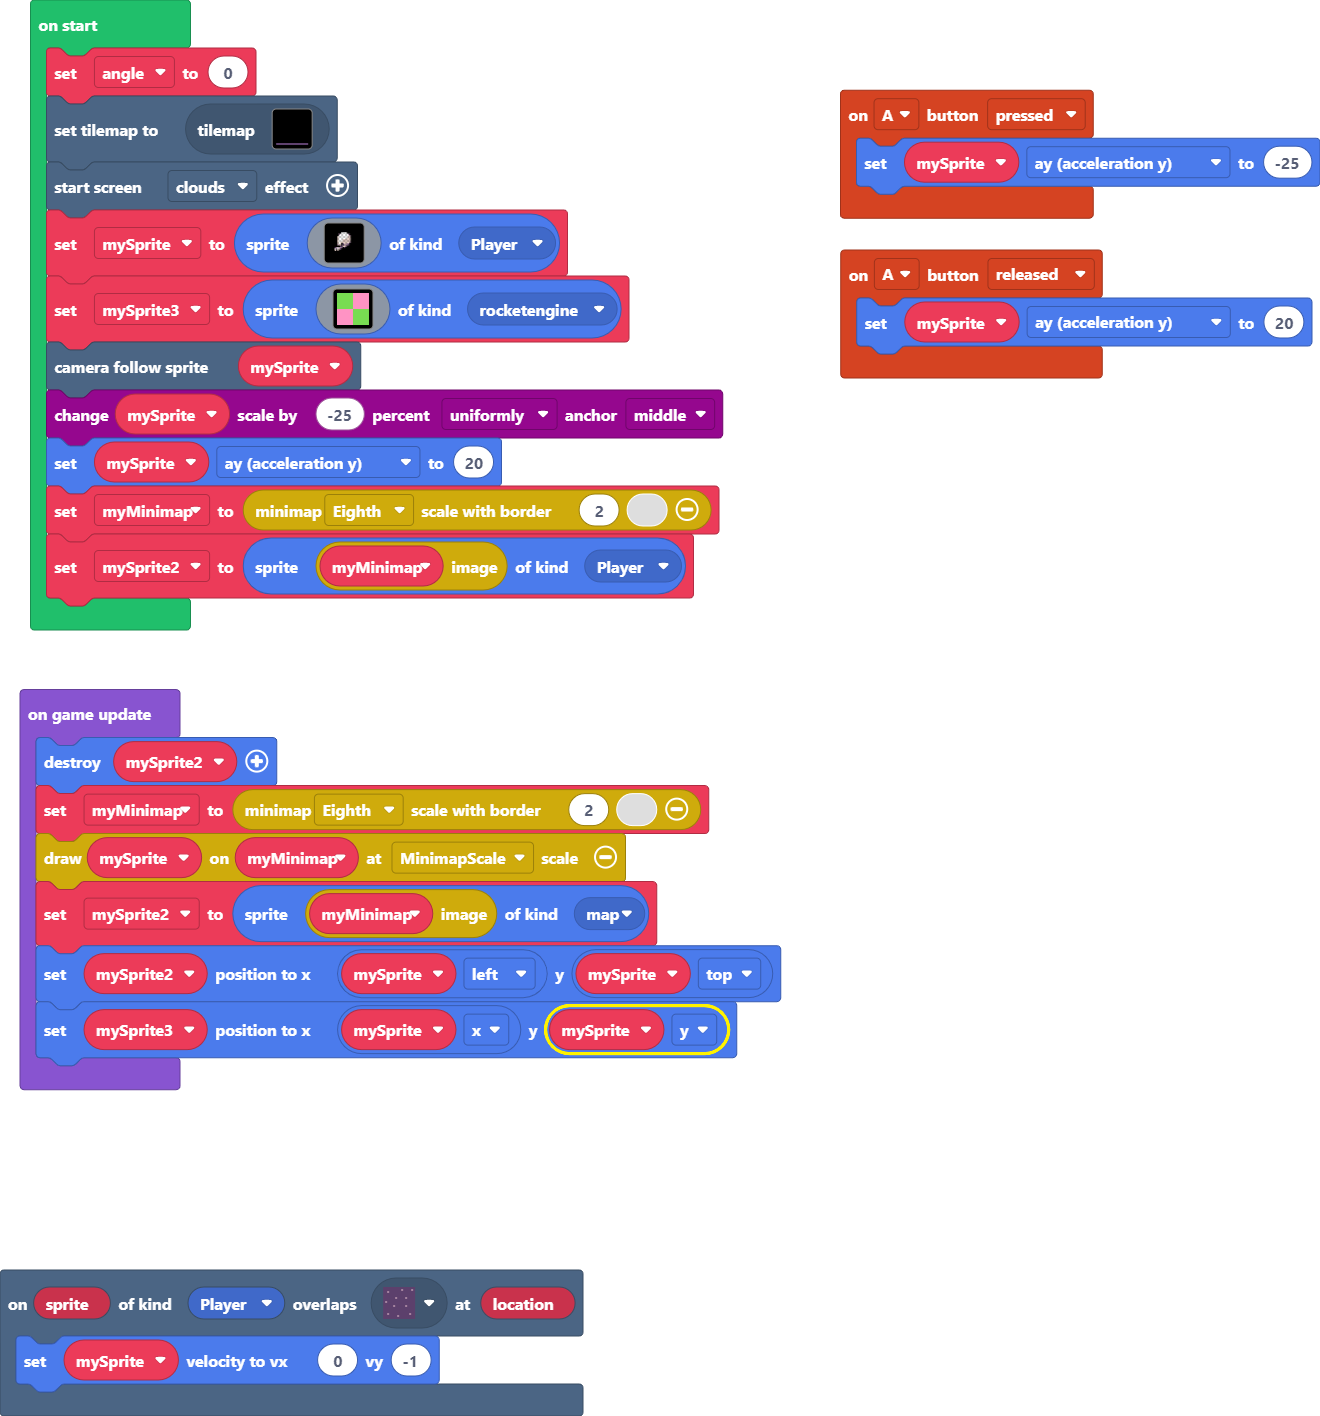 on start
set angle to 0
set tilemap to tilemap
start screen clouds effect
set mySprite to sprite of kind Player
set mySprite3 to sprite of kind rocketengine
camera follow sprite mySprite
change mySprite scale by -25 percent uniformly anchor middle
set mySprite ay (acceleration y) to 20
set myMinimap to minimap Eighth scale with border 2
set mySprite2 to sprite myMinimap image of kind Player
on A button pressed
set mySprite ay (acceleration y) to -25
on A button released
set mySprite ay (acceleration y) to 20
on game update
destroy mySprite2
set myMinimap to minimap Eighth scale with border 2
draw mySprite on myMinimap at MinimapScale scale
set mySprite2 to sprite myMinimap image of kind map
set mySprite2 position to x mySprite left y mySprite top
set mySprite3 position to x mySprite x y mySprite y
on sprite of kind Player overlaps at location
set mySprite velocity to vx 0 vy -1